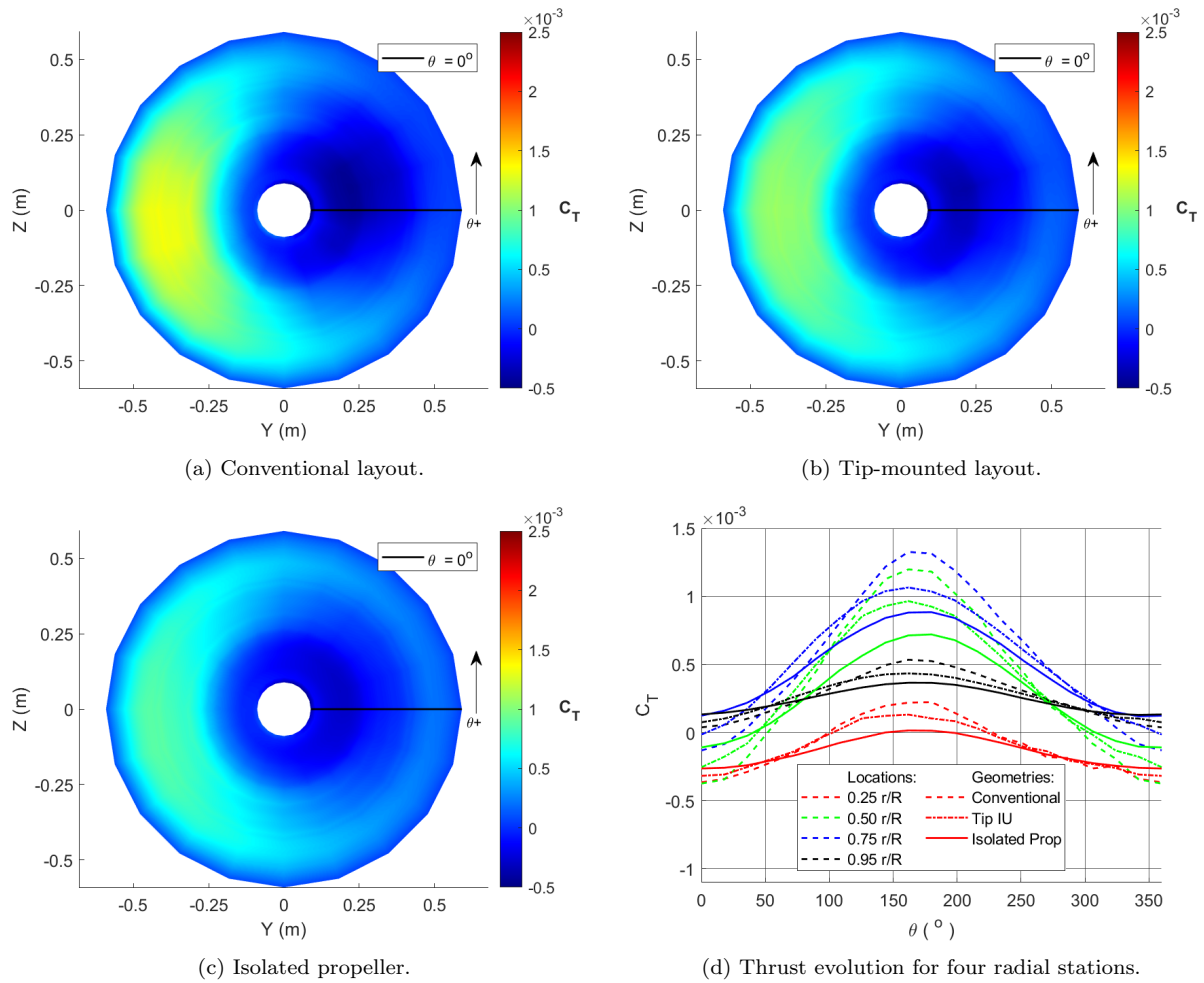 ×10⁻³
2.5
θ = 0°
0.5
2
0.25
1.5
Z (m)
0
1
C_T
θ+
0.5
-0.25
0
-0.5
-0.5
-0.5 -0.25 0 0.25 0.5
Y (m)
(a) Conventional layout.
×10⁻³
2.5
θ = 0°
0.5
2
0.25
1.5
Z (m)
0
1
C_T
θ+
0.5
-0.25
0
-0.5
-0.5
-0.5 -0.25 0 0.25 0.5
Y (m)
(b) Tip-mounted layout.
×10⁻³
2.5
θ = 0°
0.5
2
0.25
1.5
Z (m)
0
1
C_T
θ+
0.5
-0.25
0
-0.5
-0.5
-0.5 -0.25 0 0.25 0.5
Y (m)
(c) Isolated propeller.
×10⁻³
1.5
1
0.5
C_T
0
-0.5
-1
Locations: Geometries:
0.25 r/R Conventional
0.50 r/R Tip IU
0.75 r/R Isolated Prop
0.95 r/R
0 50 100 150 200 250 300 350
θ ( ° )
(d) Thrust evolution for four radial stations.